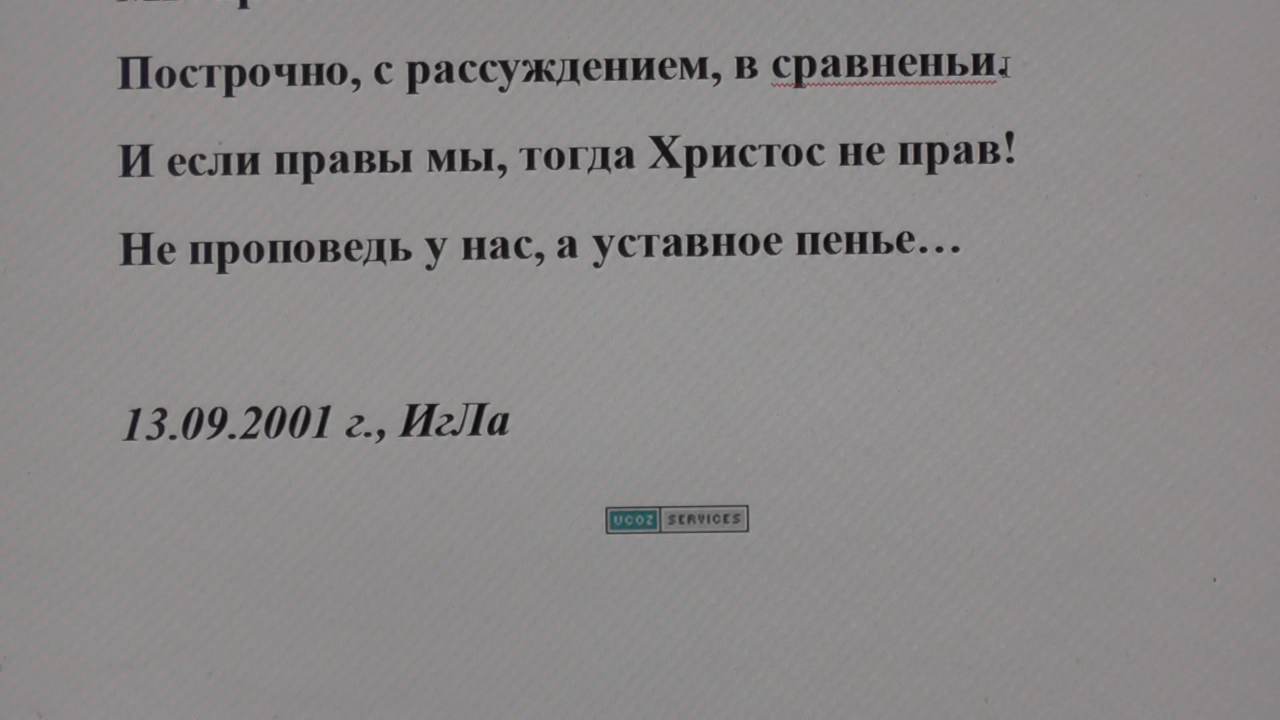 Построчно, с рассуждением, в сравненьи.
И если правы мы, тогда Христос не прав!
Не проповедь у нас, а уставное пенье…
13.09.2001 г., ИгЛа
UCOZ SERVICES